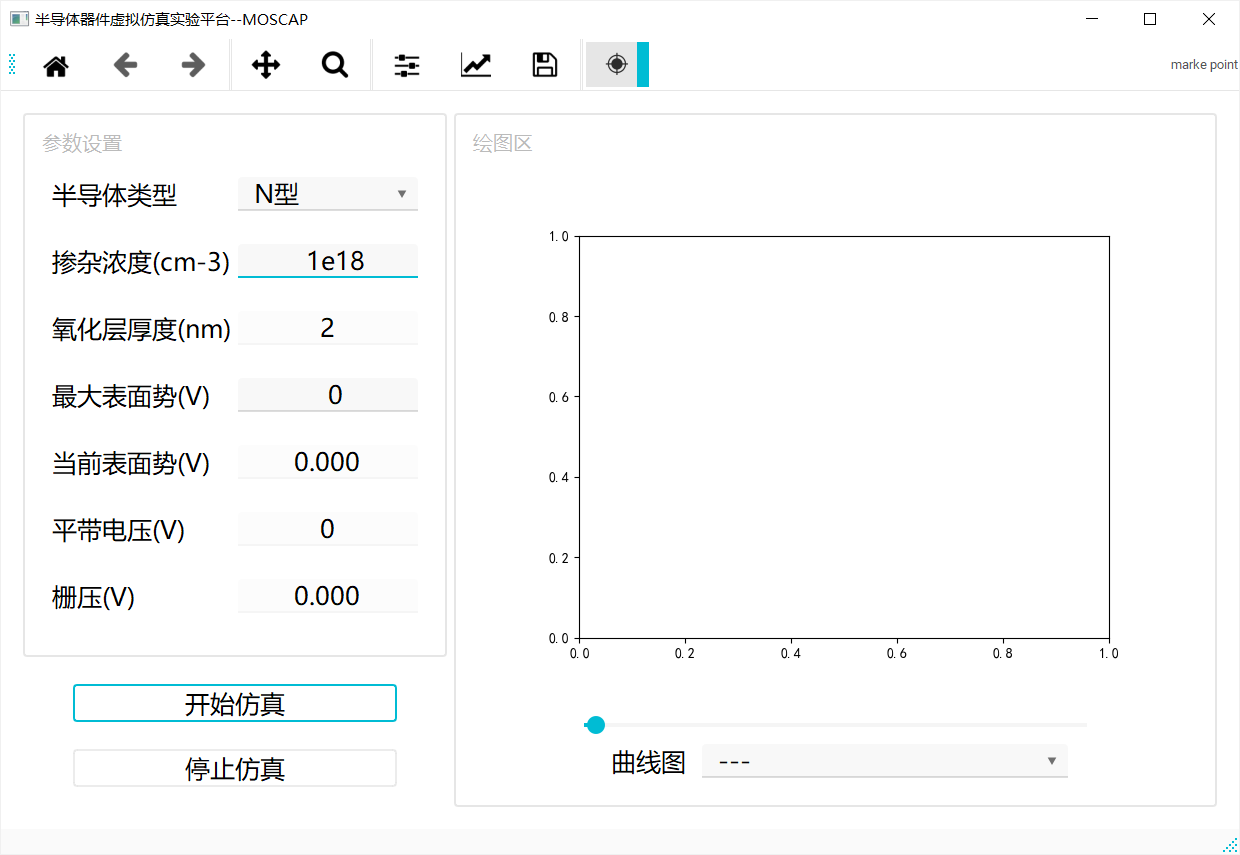 半导体器件虚拟仿真实验平台--MOSCAP
marke point
参数设置
半导体类型 N型
掺杂浓度(cm-3) 1e18
氧化层厚度(nm) 2
最大表面势(V) 0
当前表面势(V) 0.000
平带电压(V) 0
栅压(V) 0.000
开始仿真
停止仿真
绘图区
1.0
0.8
0.6
0.4
0.2
0.0
0.0 0.2 0.4 0.6 0.8 1.0
曲线图 ---